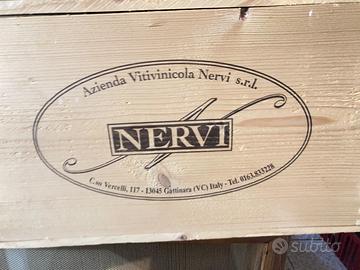 Azienda Vitivinicola Nervi s.r.l.
NERVI
C.so Vercelli, 117 - 13045 Gattinara (VC) Italy - Tel. 0163.833228
subito